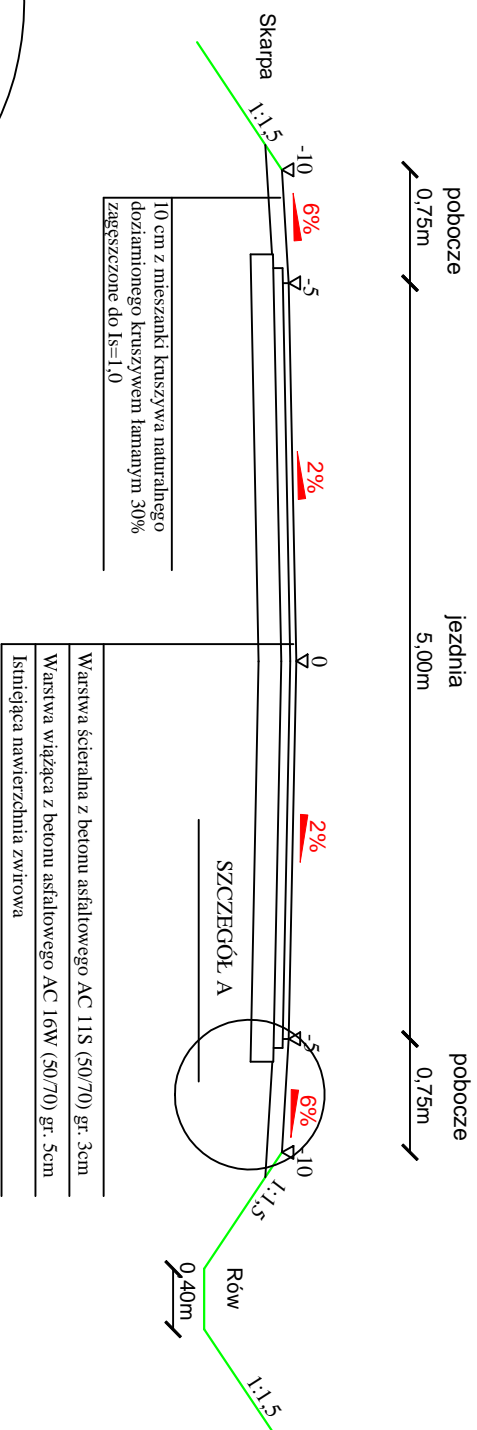 pobocze
jezdnia
pobocze
0,75m
5,00m
0,75m
Skarpa
1:1,5
-10
6%
-5
2%
0
2%
-5
6%
-10
1:1,5
Rów
0,40m
1:1,5
SZCZEGÓŁ A
10 cm z mieszanki kruszywa naturalnego
doziarnionego kruszywem łamanym 30%
zagęszczone do Is=1,0
Warstwa ścieralna z betonu asfaltowego AC 11S (50/70) gr. 3cm
Warstwa wiążąca z betonu asfaltowego AC 16W (50/70) gr. 5cm
Istniejąca nawierzchnia zwirowa